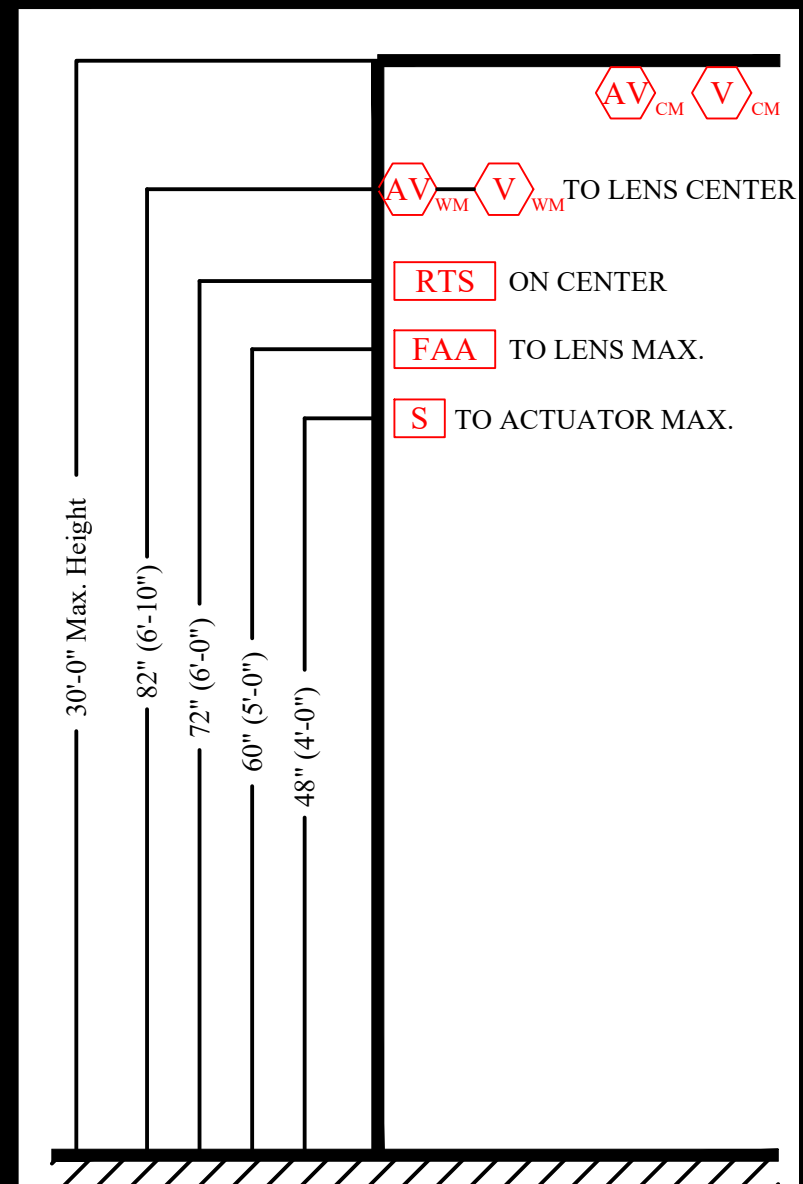 AV CM V CM
AV WM V WM TO LENS CENTER
RTS ON CENTER
FAA TO LENS MAX.
S TO ACTUATOR MAX.
30'-0" Max. Height
82" (6'-10")
72" (6'-0")
60" (5'-0")
48" (4'-0")